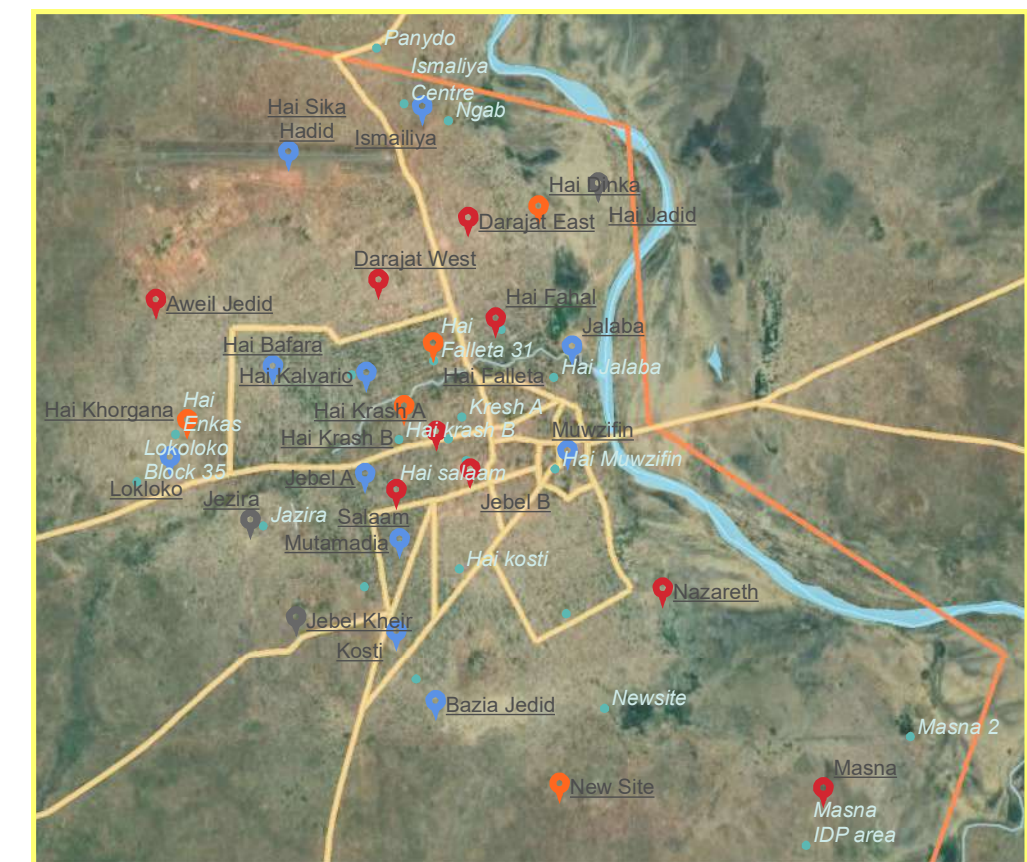 Panydo
Ismaliya
Centre
Ngab
Hai Sika
Hadid
Ismailiya
Hai Dinka
Hai Jadid
Darajat East
Darajat West
Hai Fahal
Aweil Jedid
Hai
Falleta 31
Jalaba
Hai Bafara
Hai Jalaba
Hai Kalvario
Hai Falleta
Hai Khorgana
Hai
Enkas
Hai Krash A
Kresh A
Hai Krash B
Hai krash B
Muwzifin
Lokoloko
Block 35
Hai Muwzifin
Jebel A
Hai salaam
Lokloko
Jezira
Jebel B
Jazira
Salaam
Mutamadia
Hai kosti
Nazareth
Jebel Kheir
Kosti
Bazia Jedid
Newsite
Masna 2
Masna
New Site
Masna
IDP area